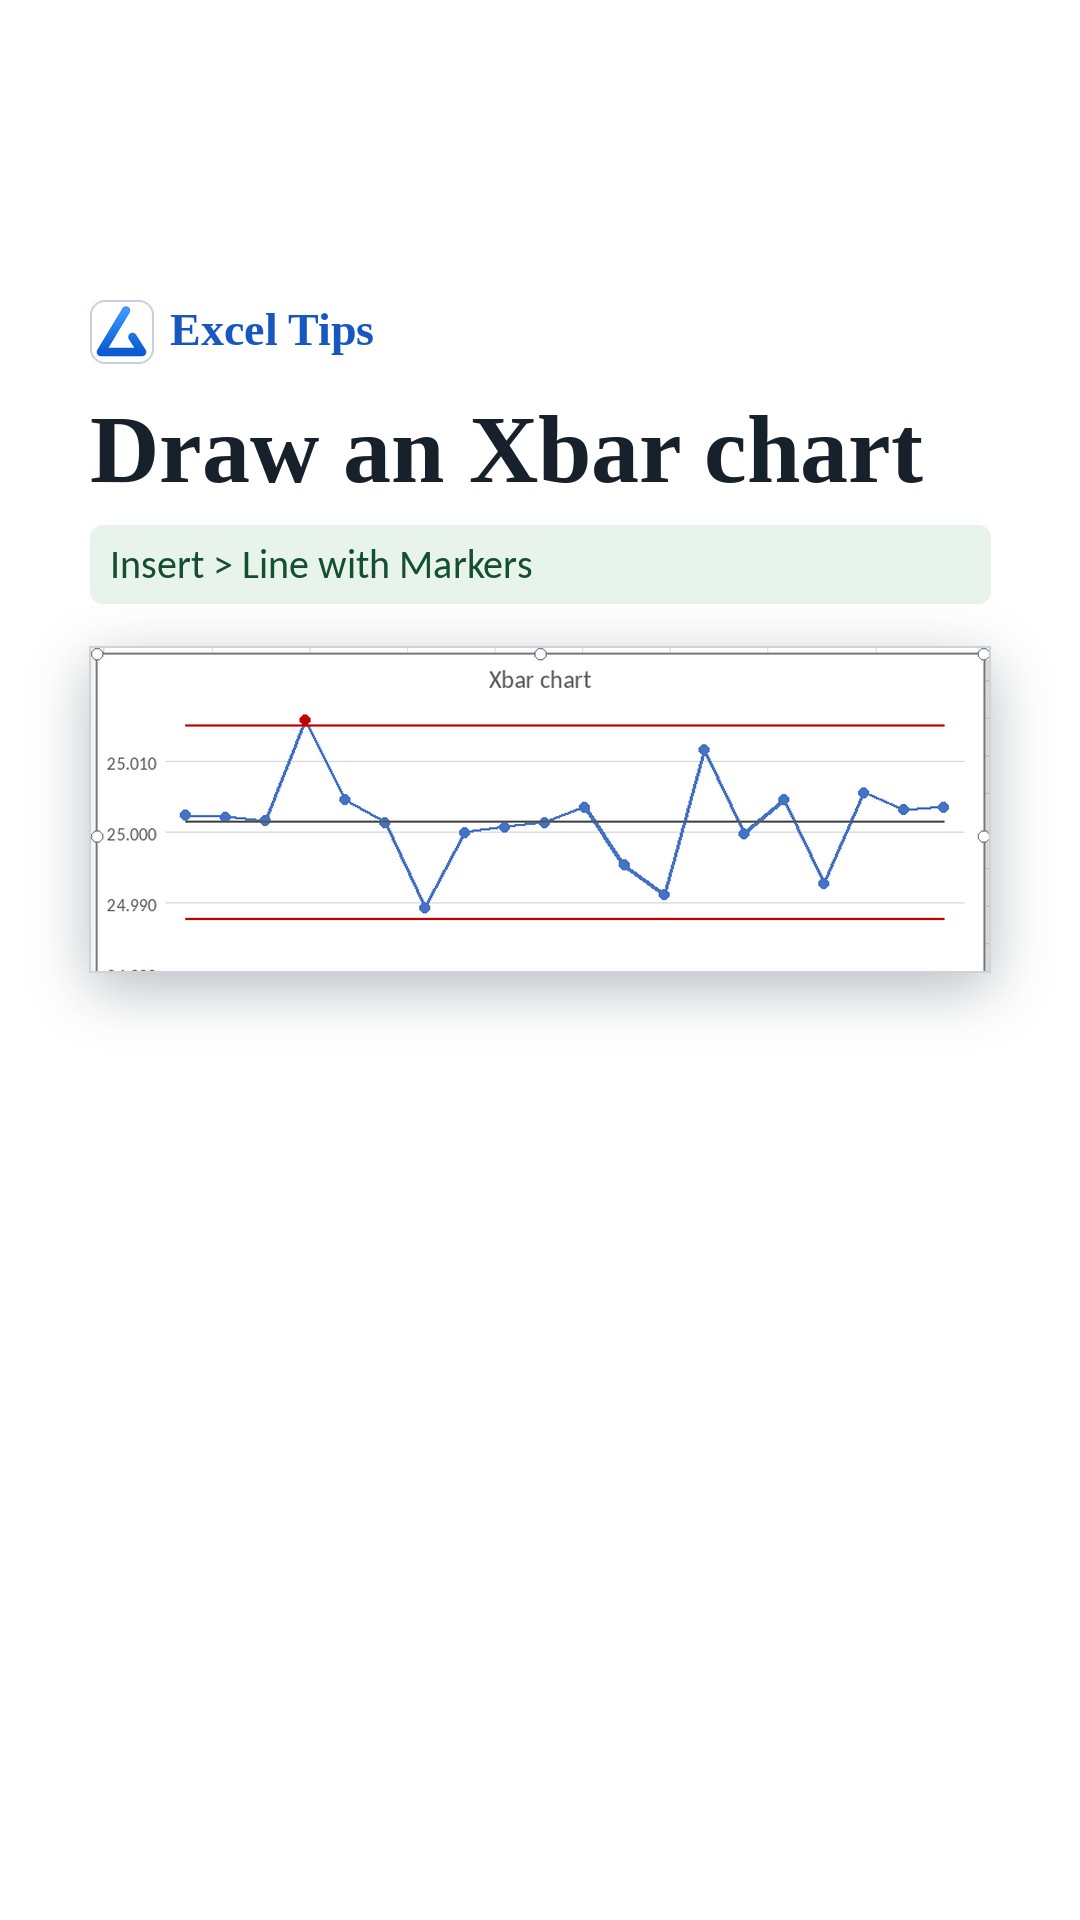 Excel Tips
Draw an Xbar chart
Insert > Line with Markers
Xbar chart
25.010
25.000
24.990